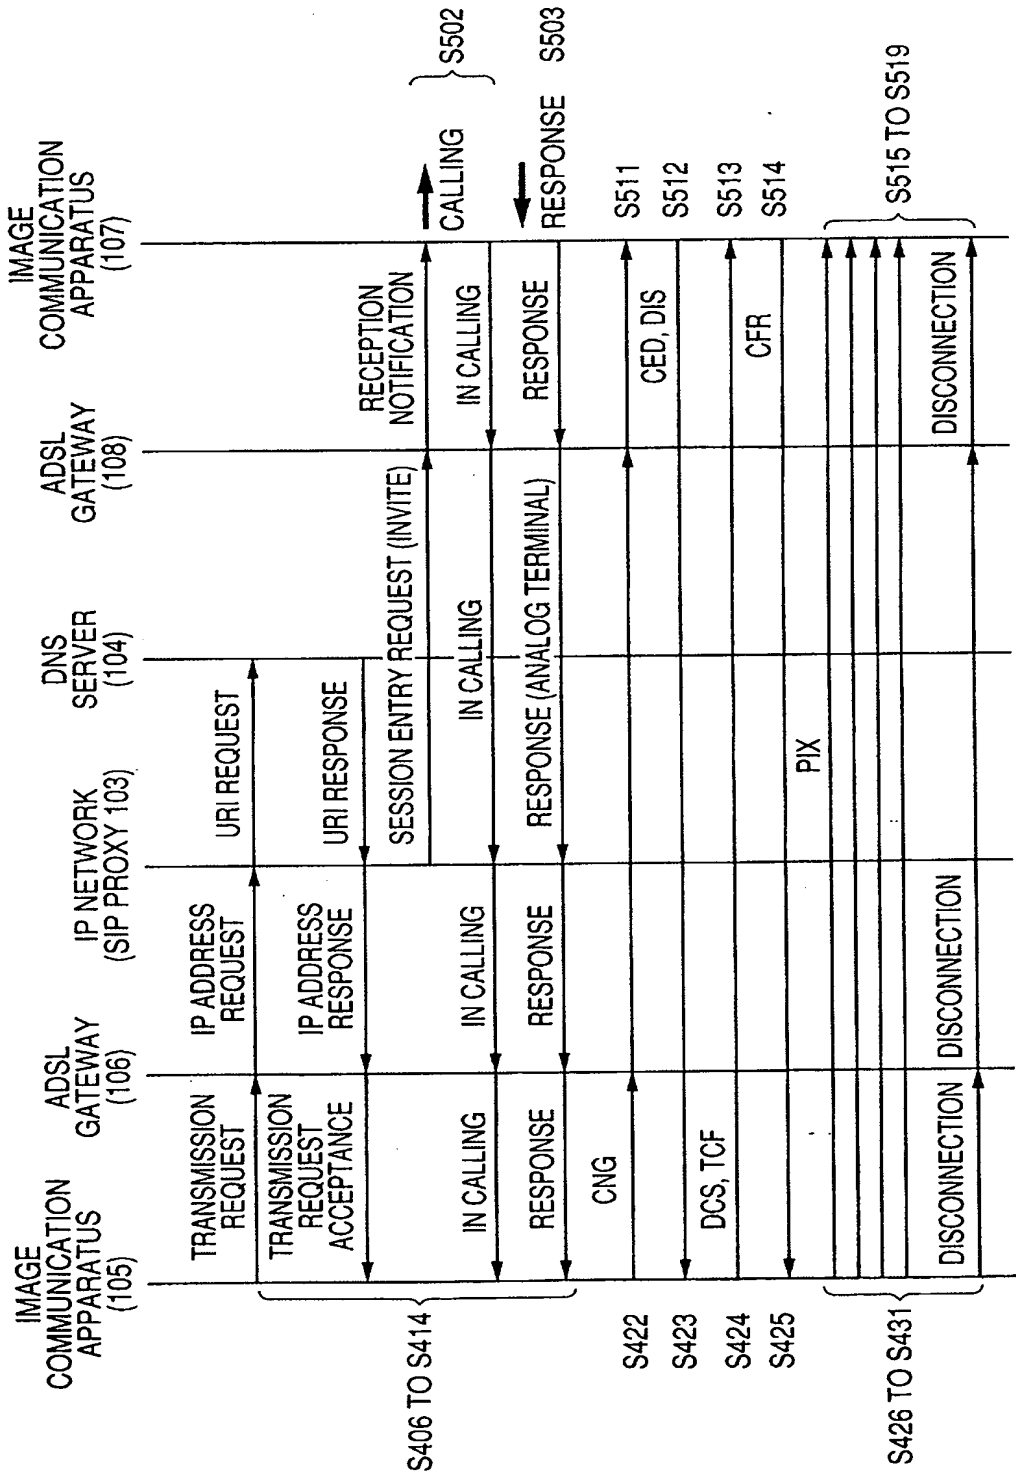 IMAGE
COMMUNICATION
APPARATUS
(105)
ADSL
GATEWAY
(106)
IP NETWORK
(SIP PROXY 103)
DNS
SERVER
(104)
ADSL
GATEWAY
(108)
IMAGE
COMMUNICATION
APPARATUS
(107)
TRANSMISSION
REQUEST
IP ADDRESS
REQUEST
URI REQUEST
TRANSMISSION
REQUEST
ACCEPTANCE
IP ADDRESS
RESPONSE
URI RESPONSE
SESSION ENTRY REQUEST (INVITE)
RECEPTION
NOTIFICATION
CALLING
S502
S406 TO S414
IN CALLING
IN CALLING
IN CALLING
IN CALLING
RESPONSE
RESPONSE
RESPONSE (ANALOG TERMINAL)
RESPONSE
RESPONSE
S503
S422
CNG
S511
S423
CED, DIS
S512
S424
DCS, TCF
S513
S425
CFR
S514
PIX
S426 TO S431
S515 TO S519
DISCONNECTION
DISCONNECTION
DISCONNECTION